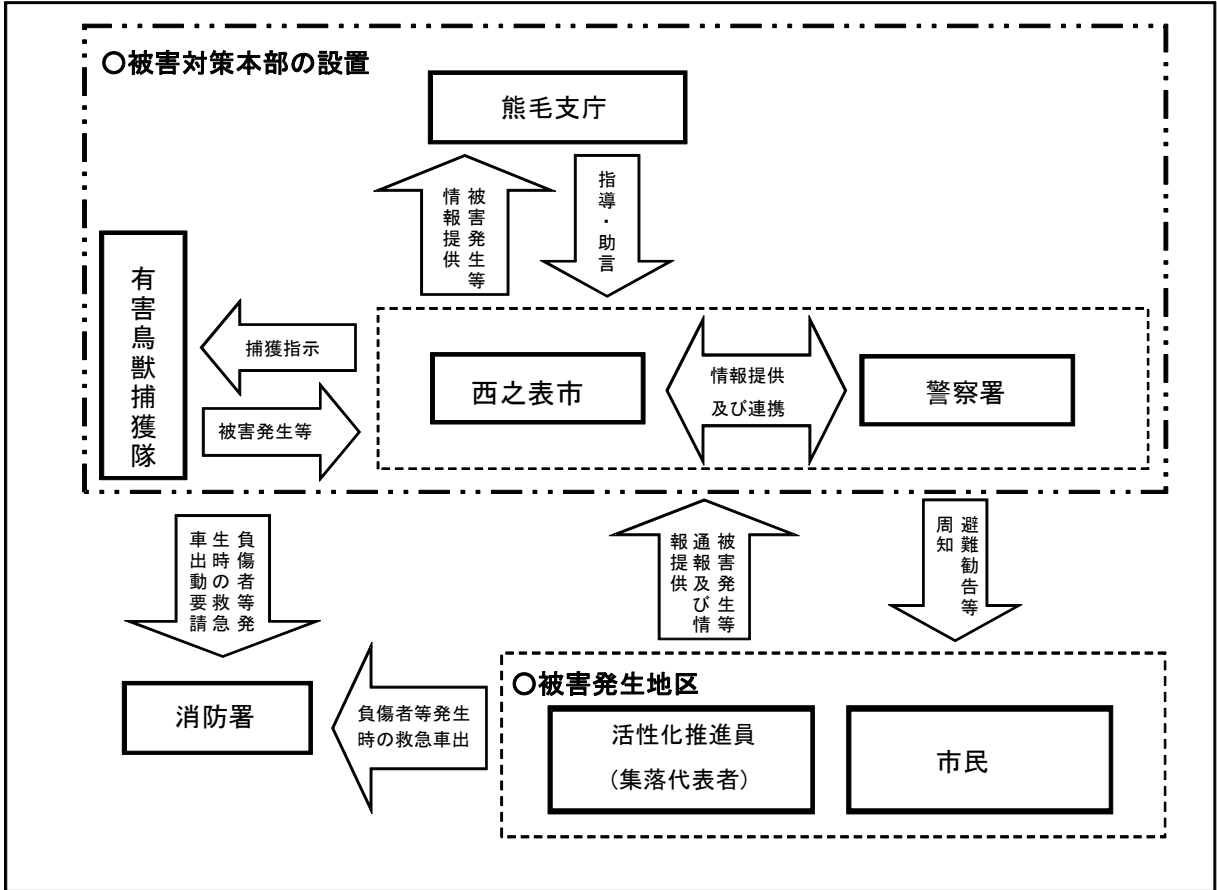 ○被害対策本部の設置
熊毛支庁
被害発生等
情報提供
指導・助言
有害鳥獣捕獲隊
捕獲指示
被害発生等
西之表市
情報提供
及び連携
警察署
負傷者等発
生時の救急
車出動要請
被害発生等
通報及び情
報提供
避難勧告等
周知
消防署
負傷者等発生
時の救急車出
○被害発生地区
活性化推進員
(集落代表者)
市民